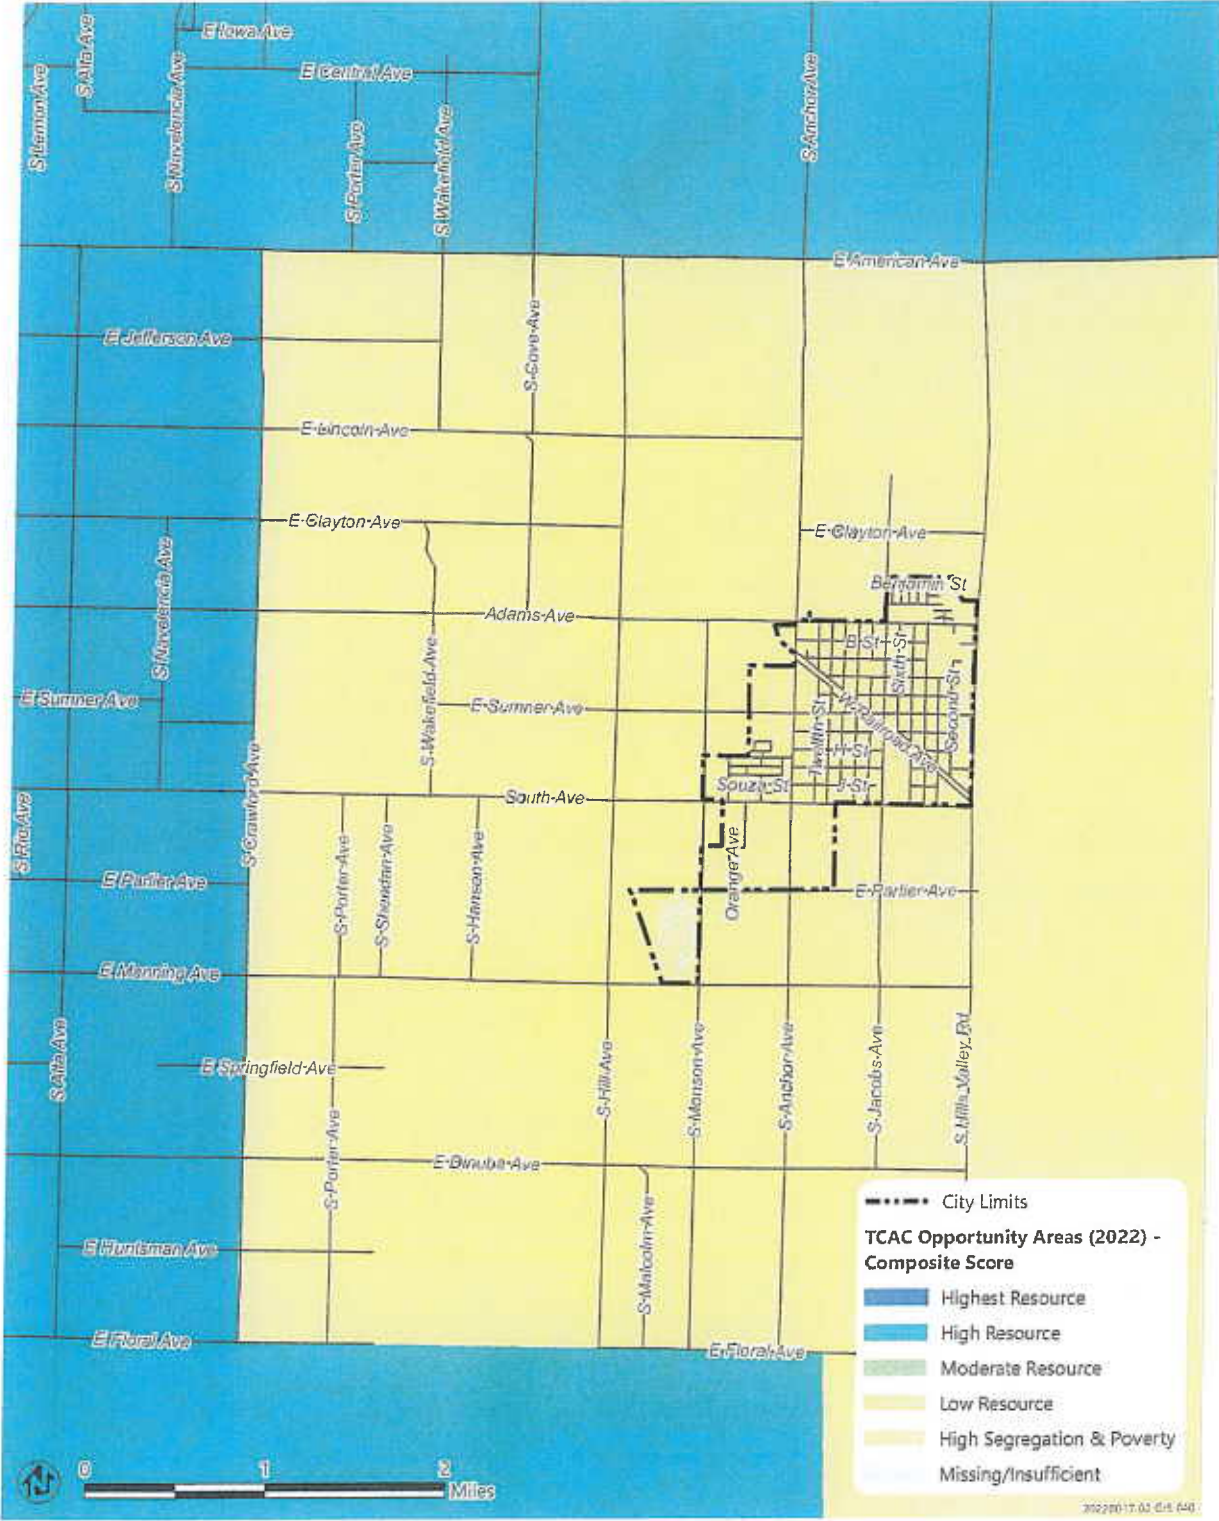 E Iowa Ave
S Alta Ave
E Central Ave
S Lemon Ave
S Navelencia Ave
S Anchor Ave
S Porter Ave
S Wakefield Ave
E American Ave
S Cove Ave
E Jefferson Ave
E Lincoln Ave
E Clayton Ave
E Clayton Ave
Benjamin St
S Navelencia Ave
Adams Ave
B St
Sixth St
S Wakefield Ave
E Sumner Ave
E Sumner Ave
Second St
Twelfth St
W Railroad Ave
H St
S Crawford Ave
Souza St
J St
South Ave
S Rio Ave
Orange Ave
S Porter Ave
S Sheridan Ave
S Hansen Ave
E Parlier Ave
E Parlier Ave
E Manning Ave
S Alta Ave
E Springfield Ave
S Hill Ave
S Monson Ave
S Anchor Ave
S Jacobs Ave
S Hills Valley Rd
S Porter Ave
E Dinuba Ave
S Malcolm Ave
E Huntsman Ave
E Floral Ave
E Floral Ave
City Limits
TCAC Opportunity Areas (2022) -
Composite Score
Highest Resource
High Resource
Moderate Resource
Low Resource
High Segregation & Poverty
Missing/Insufficient
0 1 2
Miles